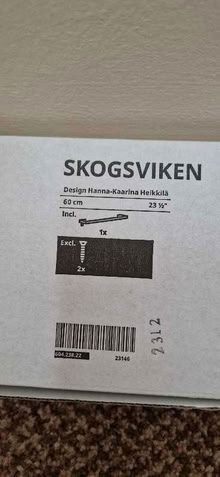 SKOGSVIKEN
Design Hanna-Kaarina Heikkilä
60 cm 23 ½"
Incl.
1x
Excl.
2x
604.238.22 23146
2312